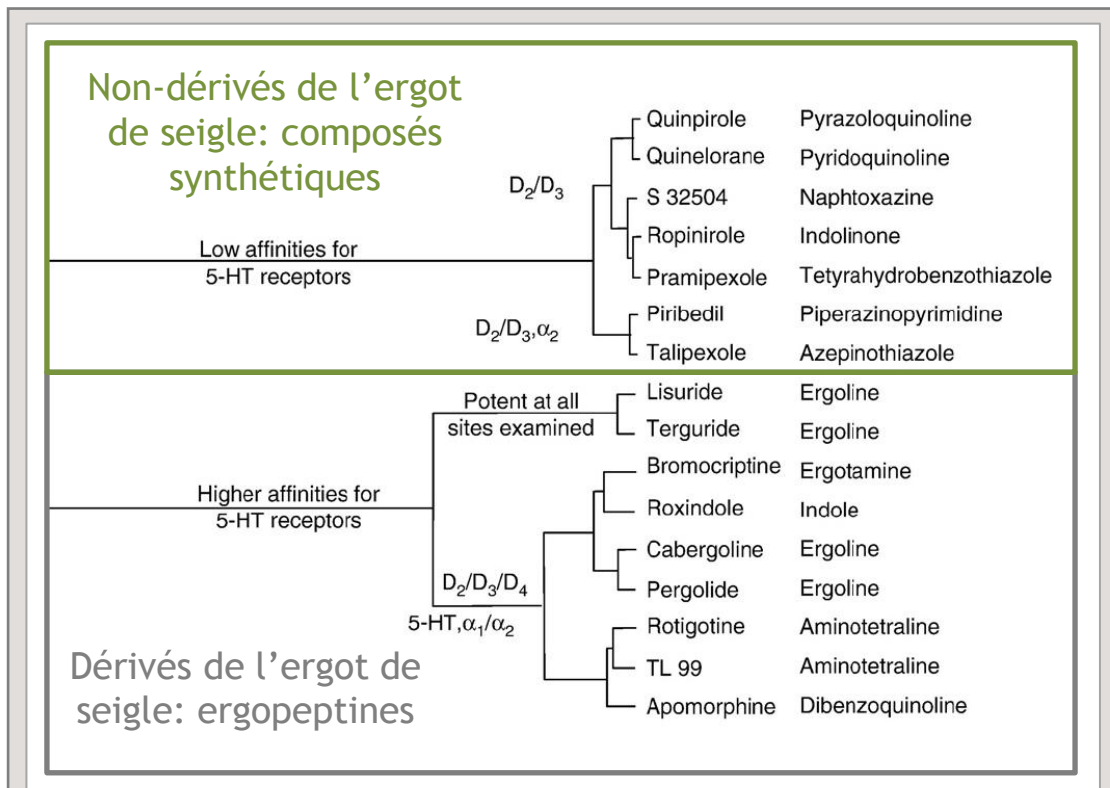 Non-dérivés de l'ergot
de seigle: composés
synthétiques
D2/D3
Low affinities for
5-HT receptors
D2/D3,α2
Quinpirole Pyrazoloquinoline
Quinelorane Pyridoquinoline
S 32504 Naphtoxazine
Ropinirole Indolinone
Pramipexole Tetyrahydrobenzothiazole
Piribedil Piperazinopyrimidine
Talipexole Azepinothiazole
Potent at all
sites examined
Higher affinities for
5-HT receptors
D2/D3/D4
5-HT,α1/α2
Lisuride Ergoline
Terguride Ergoline
Bromocriptine Ergotamine
Roxindole Indole
Cabergoline Ergoline
Pergolide Ergoline
Rotigotine Aminotetraline
TL 99 Aminotetraline
Apomorphine Dibenzoquinoline
Dérivés de l'ergot de
seigle: ergopeptines